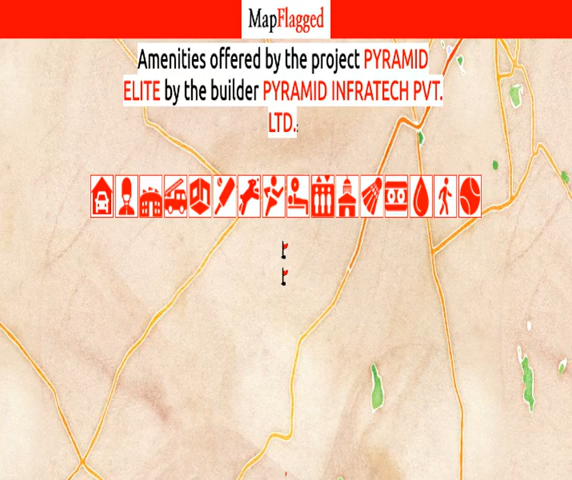 MapFlagged
Amenities offered by the project PYRAMID
ELITE by the builder PYRAMID INFRATECH PVT.
LTD.: